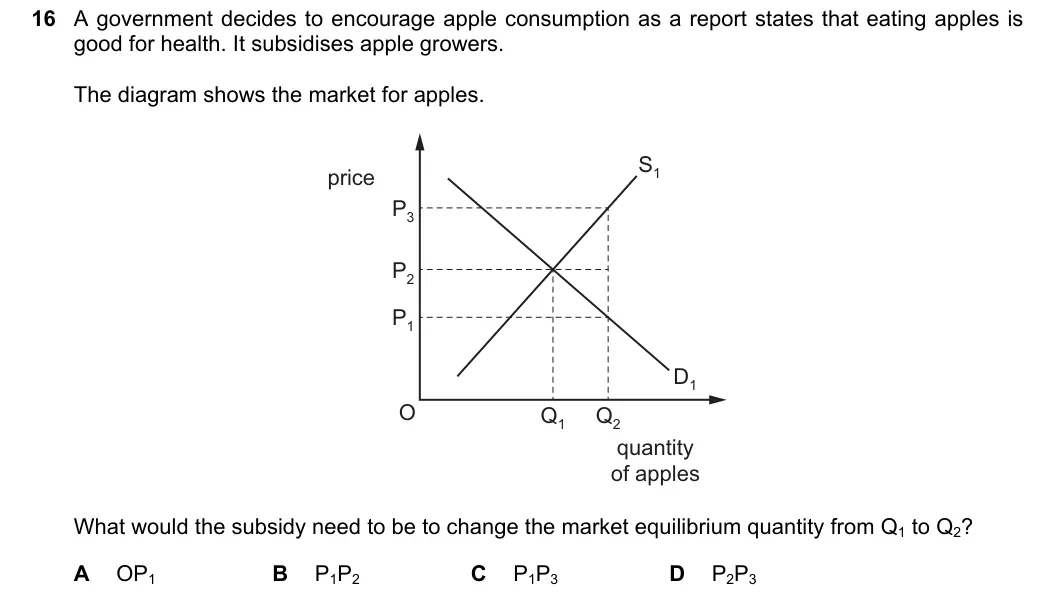 16 A government decides to encourage apple consumption as a report states that eating apples is
good for health. It subsidises apple growers.
The diagram shows the market for apples.
S₁
price
P₃
P₂
P₁
D₁
O
Q₁ Q₂
quantity
of apples
What would the subsidy need to be to change the market equilibrium quantity from Q₁ to Q₂?
A OP₁ B P₁P₂ C P₁P₃ D P₂P₃